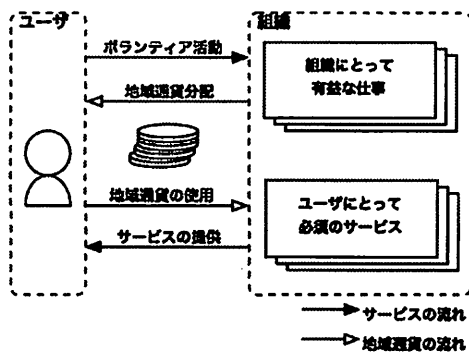 ユーザ
組織
ボランティア活動
組織にとって
有益な仕事
地域通貨分配
地域通貨の使用
ユーザにとって
必須のサービス
サービスの提供
サービスの流れ
地域通貨の流れ